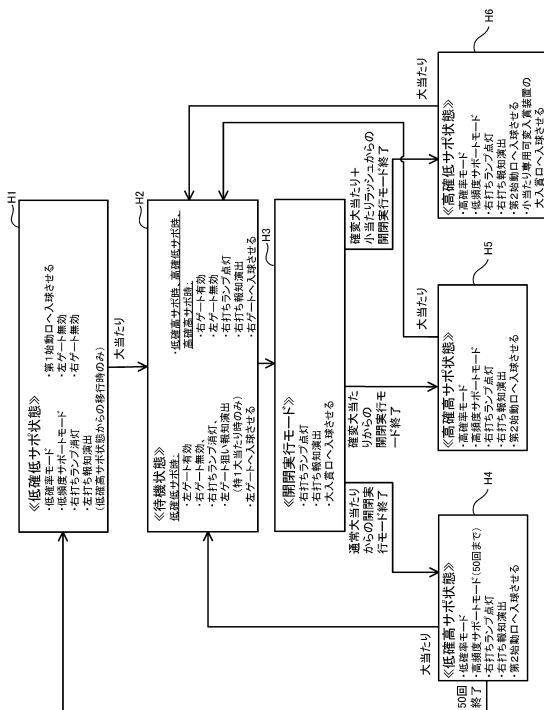 H1
≪低確低サポ状態≫
・低確率モード
・低頻度サポートモード
・右打ちランプ消灯
・左打ち報知演出
(低確高サポ状態からの移行時のみ)
・第1始動口へ入球させる
・左ゲート無効
・右ゲート無効
大当たり
H2
≪待機状態≫
低確低サポ時:
・左ゲート有効
・右ゲート無効、
・右打ちランプ消灯、
・左ゲート狙い報知演出
(特1大当たり時のみ)
・左ゲートへ入球させる
・低確高サポ時、高確低サポ時、
高確高サポ時:
・右ゲート有効
・左ゲート無効
・右打ちランプ点灯
・右打ち報知演出
・右ゲートへ入球させる
H3
≪開閉実行モード≫
・右打ちランプ点灯
・右打ち報知演出
・大入賞口へ入球させる
通常大当たり
からの開閉実
行モード終了
確変大当た
りからの
開閉実行モ
ード終了
確変大当たり+
小当たりラッシュからの
開閉実行モード終了
大当たり
H4
≪低確高サポ状態≫
・低確率モード
・高頻度サポートモード(50回まで)
・右打ちランプ点灯
・右打ち報知演出
・第2始動口へ入球させる
50回
終了
大当たり
H5
≪高確高サポ状態≫
・高確率モード
・高頻度サポートモード
・右打ちランプ点灯
・右打ち報知演出
・第2始動口へ入球させる
大当たり
H6
≪高確低サポ状態≫
・高確率モード
・低頻度サポートモード
・右打ちランプ点灯
・右打ち報知演出
・第2始動口へ入球させる
・小当たり専用可変入賞装置の
大入賞口へ入球させる